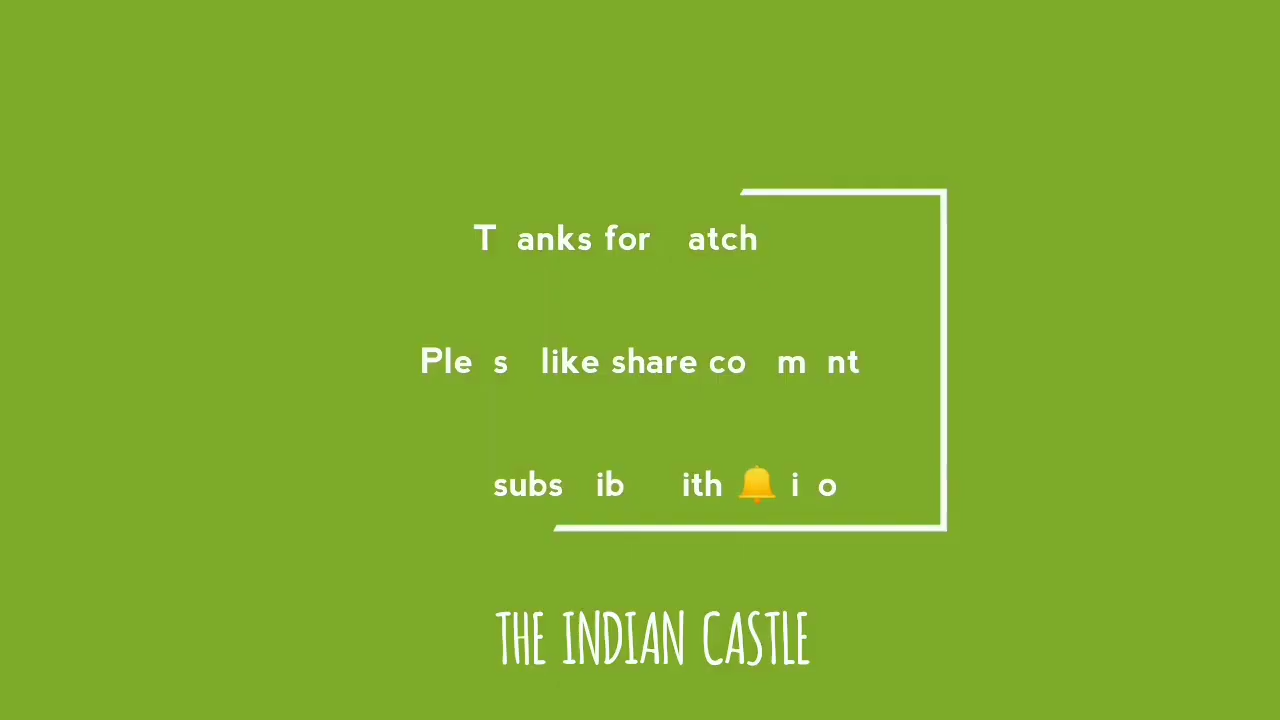 T anks for atch
Ple s like share co m nt
subs ib ith 🔔 i o
THE INDIAN CASTLE